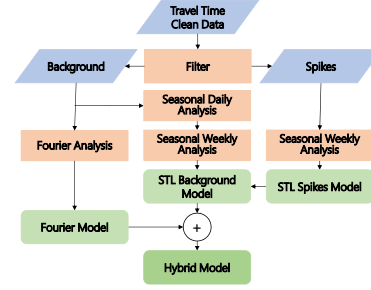 Travel Time
Clean Data
Background
Filter
Spikes
Seasonal Daily
Analysis
Fourier Analysis
Seasonal Weekly
Analysis
Seasonal Weekly
Analysis
STL Background
Model
STL Spikes Model
Fourier Model
+
Hybrid Model